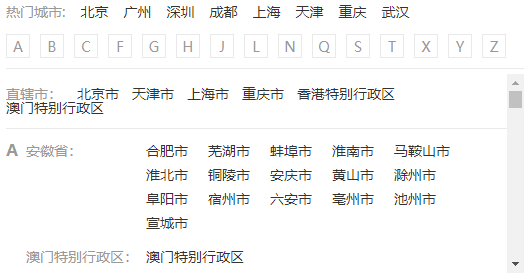 热门城市： 北京 广州 深圳 成都 上海 天津 重庆 武汉
A B C F G H J L N Q S T X Y Z
直辖市： 北京市 天津市 上海市 重庆市 香港特别行政区
澳门特别行政区
A 安徽省： 合肥市 芜湖市 蚌埠市 淮南市 马鞍山市
淮北市 铜陵市 安庆市 黄山市 滁州市
阜阳市 宿州市 六安市 亳州市 池州市
宣城市
澳门特别行政区： 澳门特别行政区